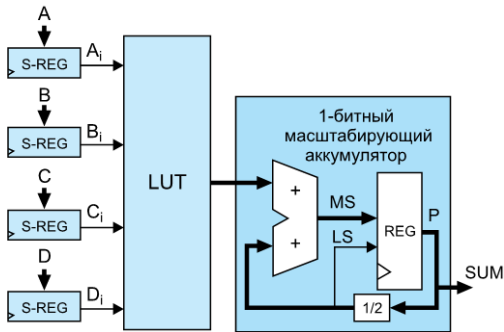 A
S-REG
Ai
B
S-REG
Bi
C
S-REG
Ci
D
S-REG
Di
LUT
1-битный
масштабирующий
аккумулятор
+
+
MS
LS
REG
P
1/2
SUM